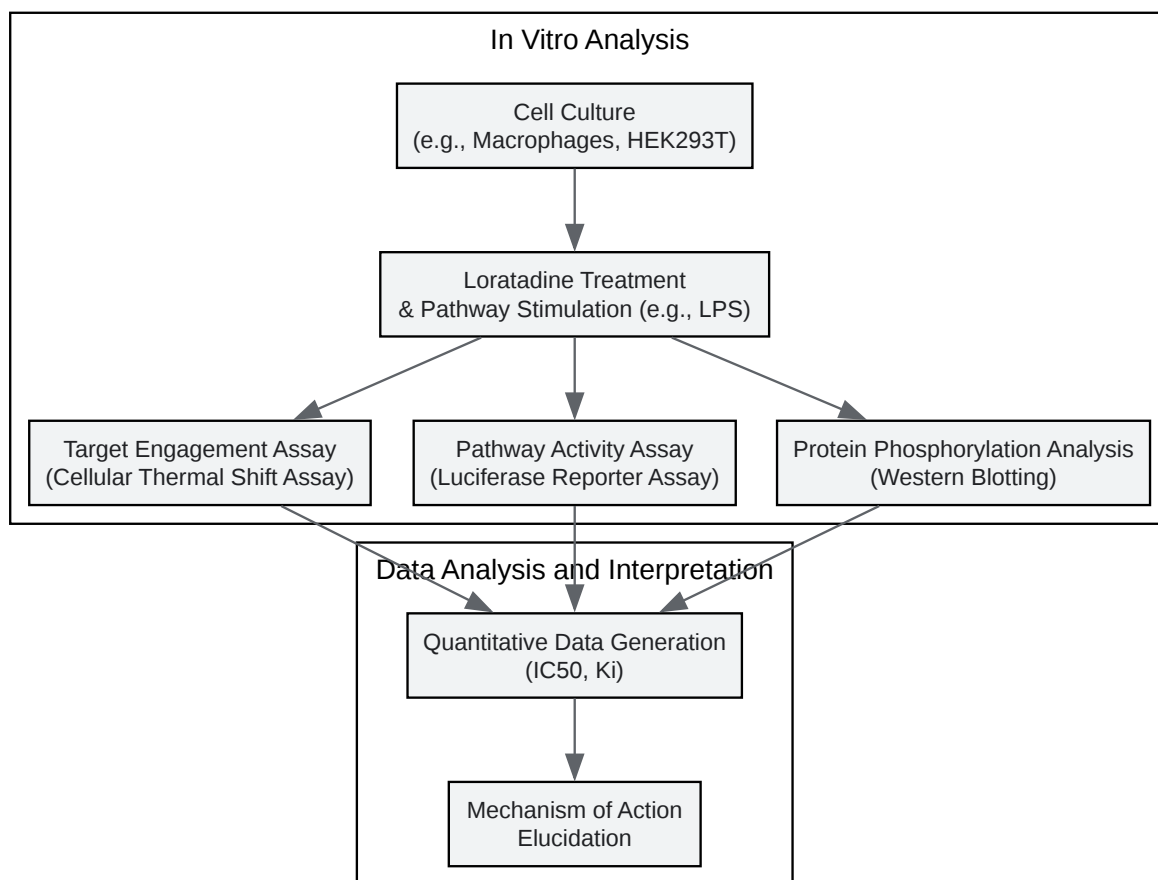 In Vitro Analysis
Cell Culture
(e.g., Macrophages, HEK293T)
Loratadine Treatment
& Pathway Stimulation (e.g., LPS)
Target Engagement Assay
(Cellular Thermal Shift Assay)
Pathway Activity Assay
(Luciferase Reporter Assay)
Protein Phosphorylation Analysis
(Western Blotting)
Data Analysis and Interpretation
Quantitative Data Generation
(IC50, Ki)
Mechanism of Action
Elucidation